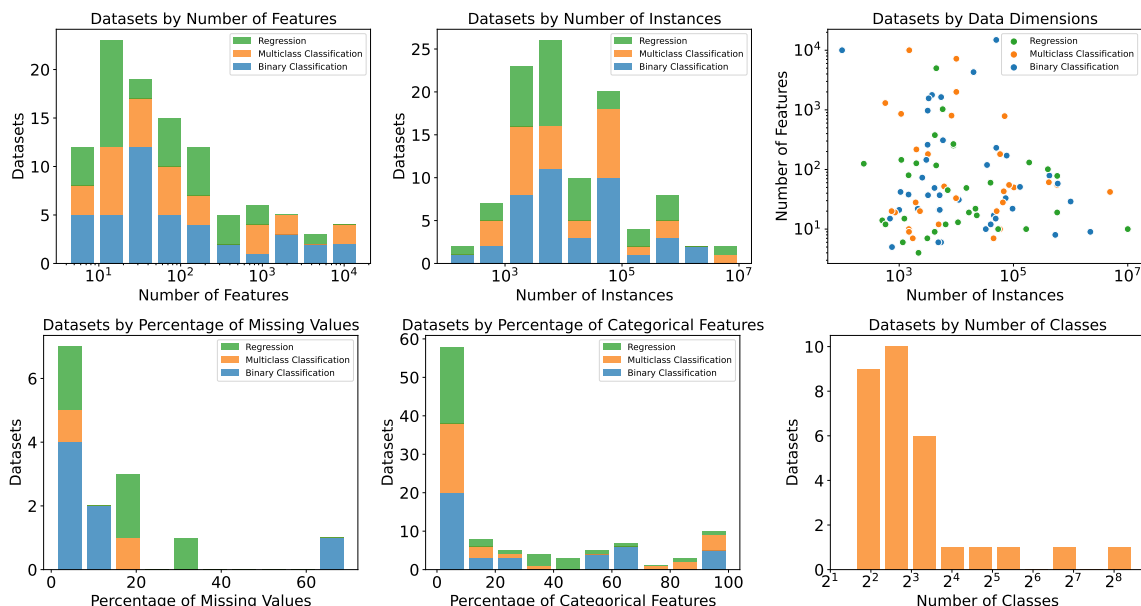 Datasets by Number of Features
Regression
Multiclass Classification
Binary Classification
Datasets
20
15
10
5
0
10^1
10^2
10^3
10^4
Number of Features
Datasets by Number of Instances
Regression
Multiclass Classification
Binary Classification
Datasets
25
20
15
10
5
0
10^3
10^5
10^7
Number of Instances
Datasets by Data Dimensions
Regression
Multiclass Classification
Binary Classification
Number of Features
10^4
10^3
10^2
10^1
10^3
10^5
10^7
Number of Instances
Datasets by Percentage of Missing Values
Regression
Multiclass Classification
Binary Classification
Datasets
6
4
2
0
0
20
40
60
Percentage of Missing Values
Datasets by Percentage of Categorical Features
Regression
Multiclass Classification
Binary Classification
Datasets
60
50
40
30
20
10
0
0
20
40
60
80
100
Percentage of Categorical Features
Datasets by Number of Classes
Datasets
10
8
6
4
2
0
2^1
2^2
2^3
2^4
2^5
2^6
2^7
2^8
Number of Classes